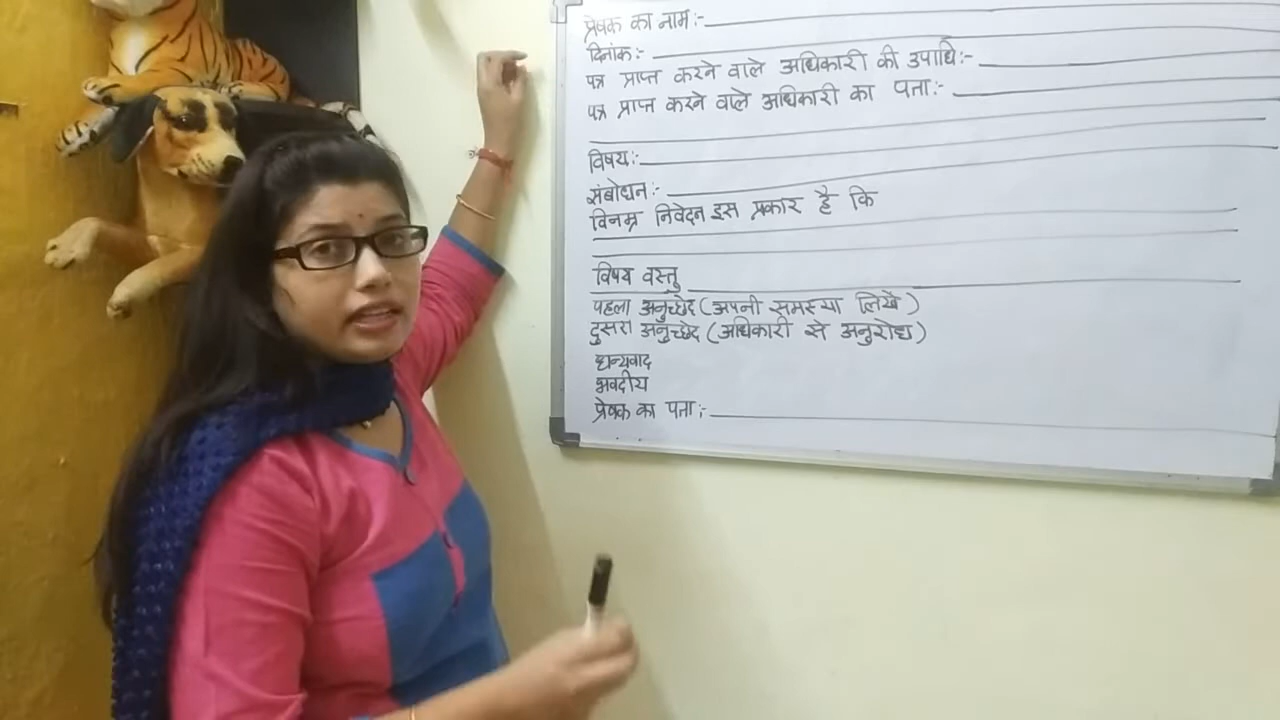 प्रेषक का नाम:-
दिनांक:-
पत्र प्राप्त करने वाले अधिकारी की उपाधि:-
पत्र प्राप्त करने वाले अधिकारी का पता:-
विषय:-
संबोधन:-
विनम्र निवेदन इस प्रकार है कि
विषय वस्तु
पहला अनुच्छेद (अपनी समस्या लिखें)
दुसरा अनुच्छेद (अधिकारी से अनुरोध)
धन्यवाद
भवदीय
प्रेषक का पता:-